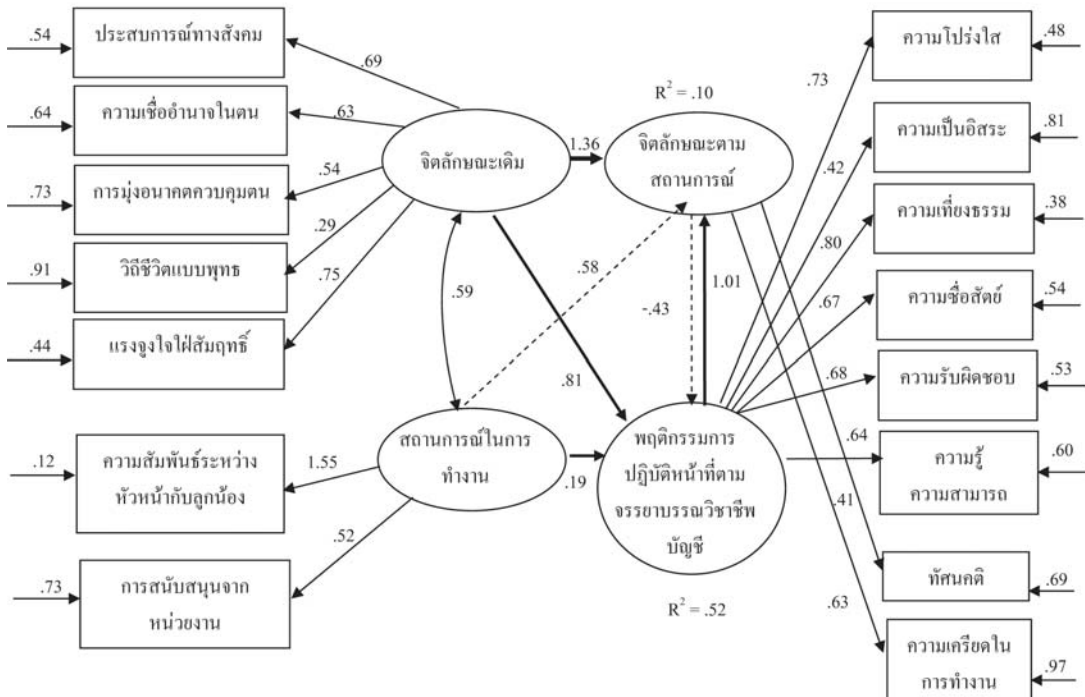 .54
ประสบการณ์ทางสังคม
.69
.64
ความเชื่ออำนาจในตน
.63
.73
การมุ่งอนาคตควบคุมตน
.54
.91
วิถีชีวิตแบบพุทธ
.29
.44
แรงจูงใจใฝ่สัมฤทธิ์
.75
จิตลักษณะเดิม
1.36
R² = .10
จิตลักษณะตาม
สถานการณ์
.59
.58
-.43
1.01
.81
.12
ความสัมพันธ์ระหว่าง
หัวหน้ากับลูกน้อง
1.55
.73
การสนับสนุนจาก
หน่วยงาน
.52
สถานการณ์ในการ
ทำงาน
.19
พฤติกรรมการ
ปฏิบัติหน้าที่ตาม
จรรยาบรรณวิชาชีพ
บัญชี
R² = .52
.73
ความโปร่งใส
.48
.42
ความเป็นอิสระ
.81
.80
ความเที่ยงธรรม
.38
.67
ความซื่อสัตย์
.54
.68
ความรับผิดชอบ
.53
.64
ความรู้
ความสามารถ
.60
.41
ทัศนคติ
.69
.63
ความเครียดใน
การทำงาน
.97